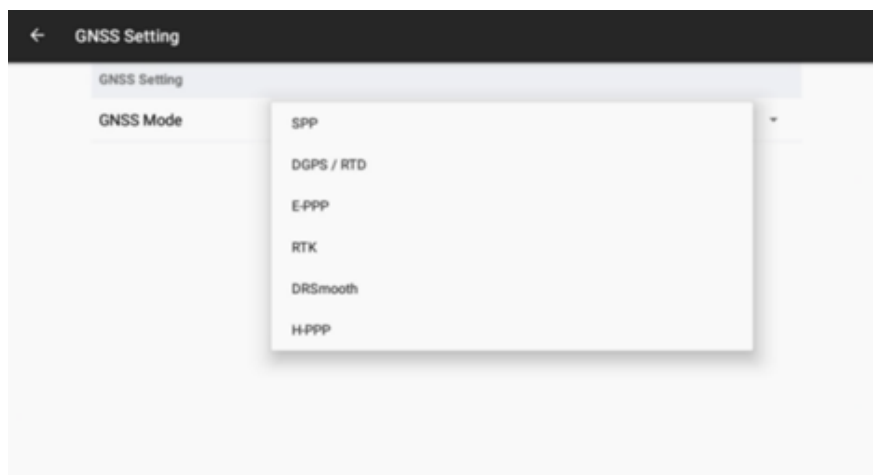 GNSS Setting
GNSS Setting
GNSS Mode
SPP
DGPS / RTD
E-PPP
RTK
DRSmooth
H-PPP